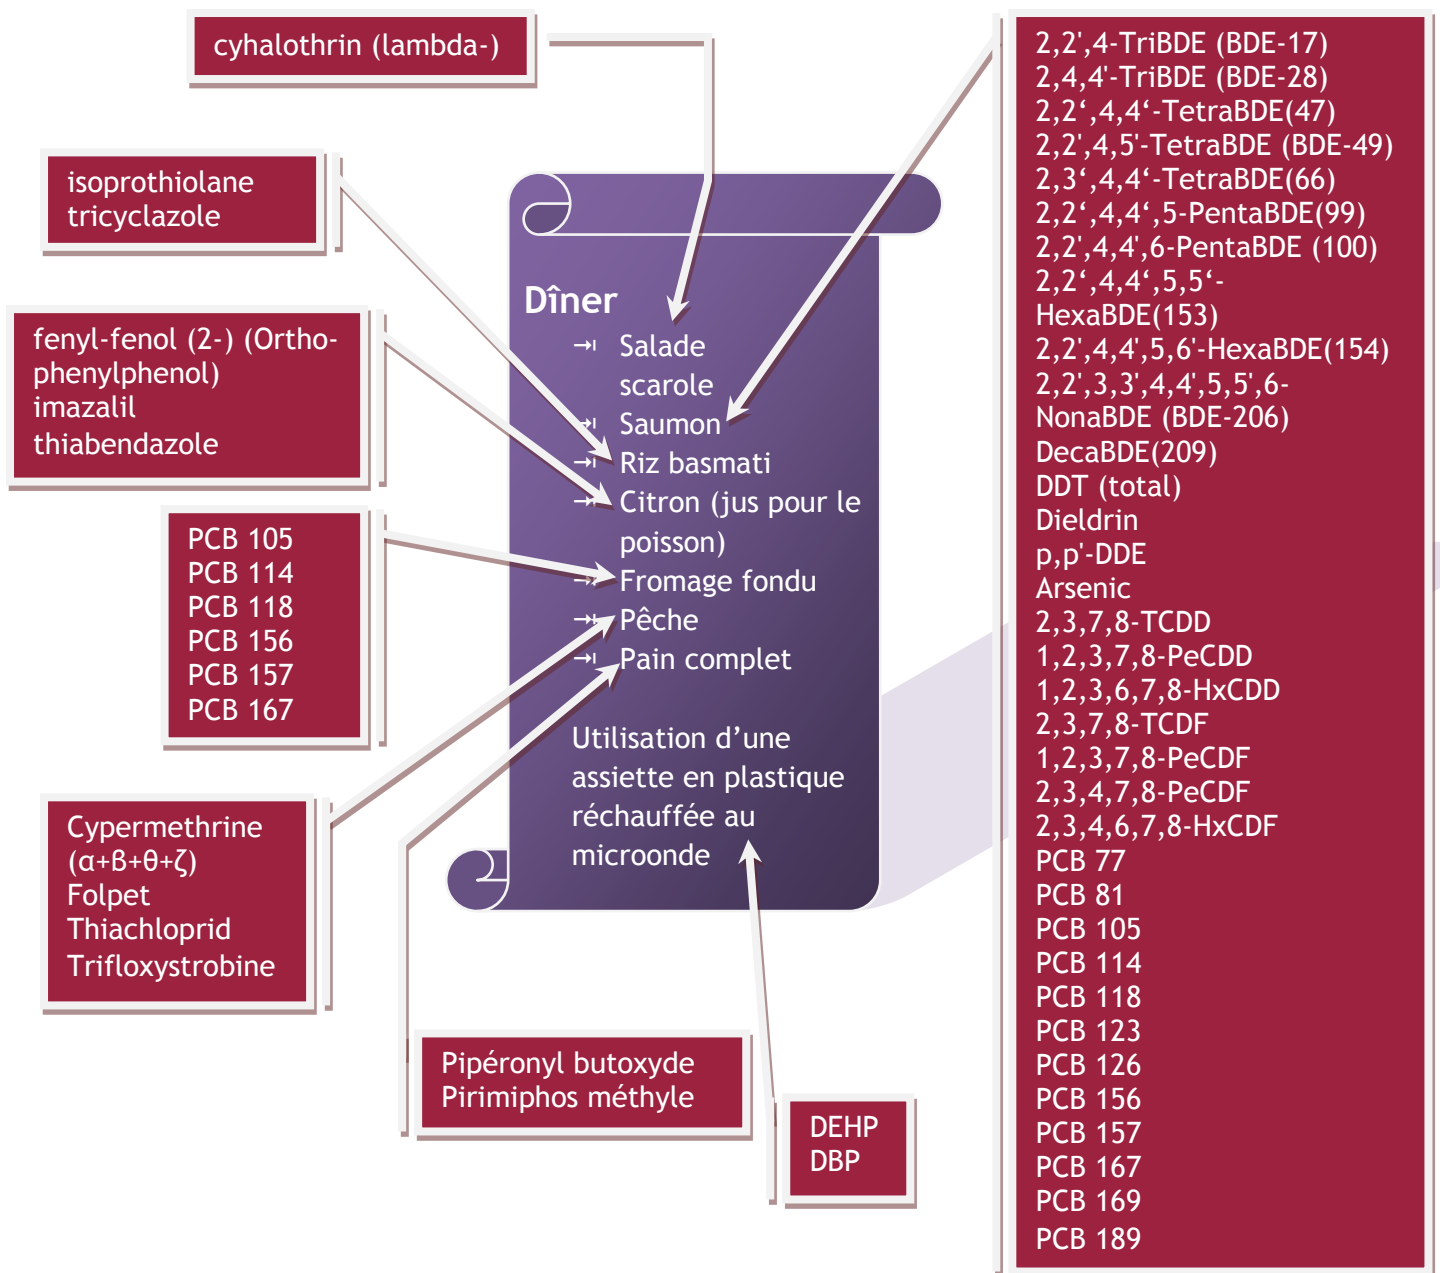 cyhalothrin (lambda-)
isoprothiolane
tricyclazole
fenyl-fenol (2-) (Ortho-
phenylphenol)
imazalil
thiabendazole
PCB 105
PCB 114
PCB 118
PCB 156
PCB 157
PCB 167
Cypermethrine
(α+β+θ+ζ)
Folpet
Thiachloprid
Trifloxystrobine
Dîner
Salade
scarole
Saumon
Riz basmati
Citron (jus pour le
poisson)
Fromage fondu
Pêche
Pain complet
Utilisation d’une
assiette en plastique
réchauffée au
microonde
Pipéronyl butoxyde
Pirimiphos méthyle
DEHP
DBP
2,2',4-TriBDE (BDE-17)
2,4,4'-TriBDE (BDE-28)
2,2‘,4,4‘-TetraBDE(47)
2,2',4,5'-TetraBDE (BDE-49)
2,3‘,4,4‘-TetraBDE(66)
2,2‘,4,4‘,5-PentaBDE(99)
2,2',4,4',6-PentaBDE (100)
2,2‘,4,4‘,5,5‘-
HexaBDE(153)
2,2',4,4',5,6'-HexaBDE(154)
2,2',3,3',4,4',5,5',6-
NonaBDE (BDE-206)
DecaBDE(209)
DDT (total)
Dieldrin
p,p'-DDE
Arsenic
2,3,7,8-TCDD
1,2,3,7,8-PeCDD
1,2,3,6,7,8-HxCDD
2,3,7,8-TCDF
1,2,3,7,8-PeCDF
2,3,4,7,8-PeCDF
2,3,4,6,7,8-HxCDF
PCB 77
PCB 81
PCB 105
PCB 114
PCB 118
PCB 123
PCB 126
PCB 156
PCB 157
PCB 167
PCB 169
PCB 189